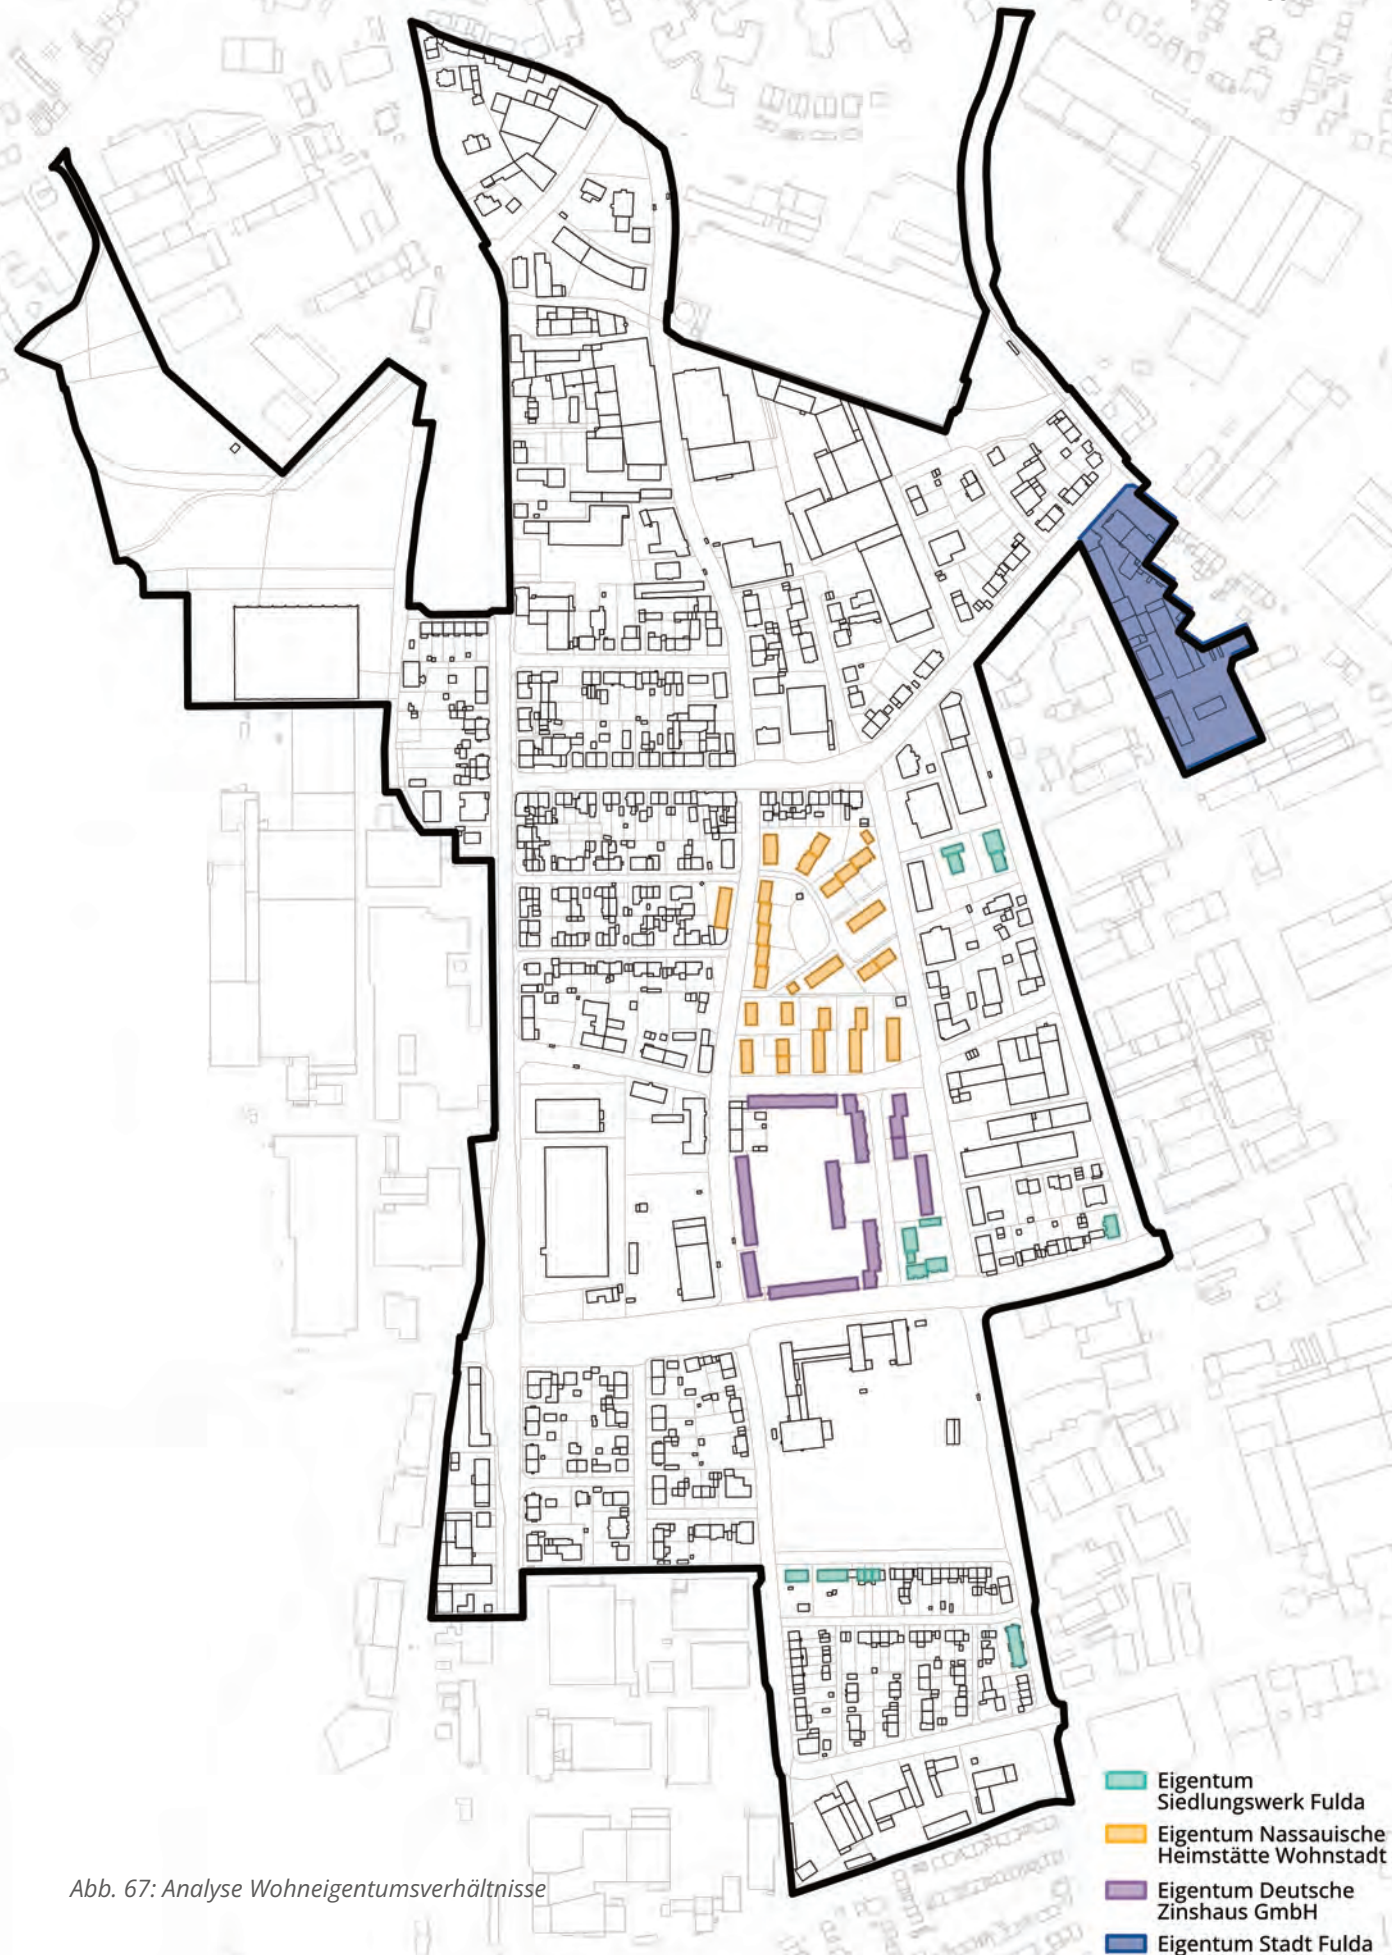 Abb. 67: Analyse Wohneigentumsverhältnisse
Eigentum
Siedlungswerk Fulda
Eigentum Nassauische
Heimstätte Wohnstadt
Eigentum Deutsche
Zinshaus GmbH
Eigentum Stadt Fulda